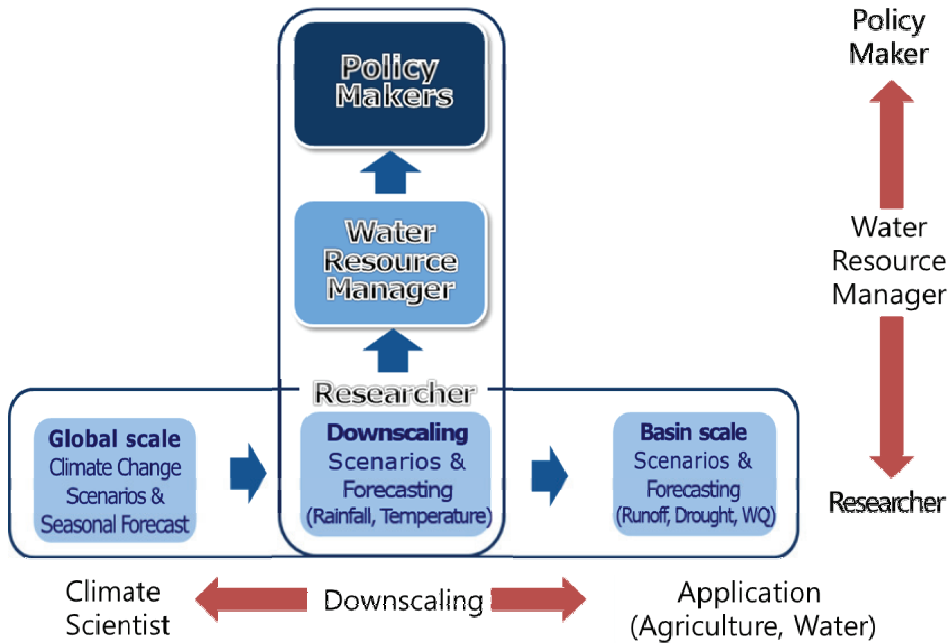 Policy
Makers
Water
Resource
Manager
Researcher
Global scale
Climate Change
Scenarios &
Seasonal Forecast
Downscaling
Scenarios &
Forecasting
(Rainfall, Temperature)
Basin scale
Scenarios &
Forecasting
(Runoff, Drought, WQ)
Climate
Scientist
Downscaling
Application
(Agriculture, Water)
Policy
Maker
Water
Resource
Manager
Researcher